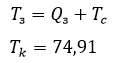 Tз = Qз + Tc
Tk = 74,91